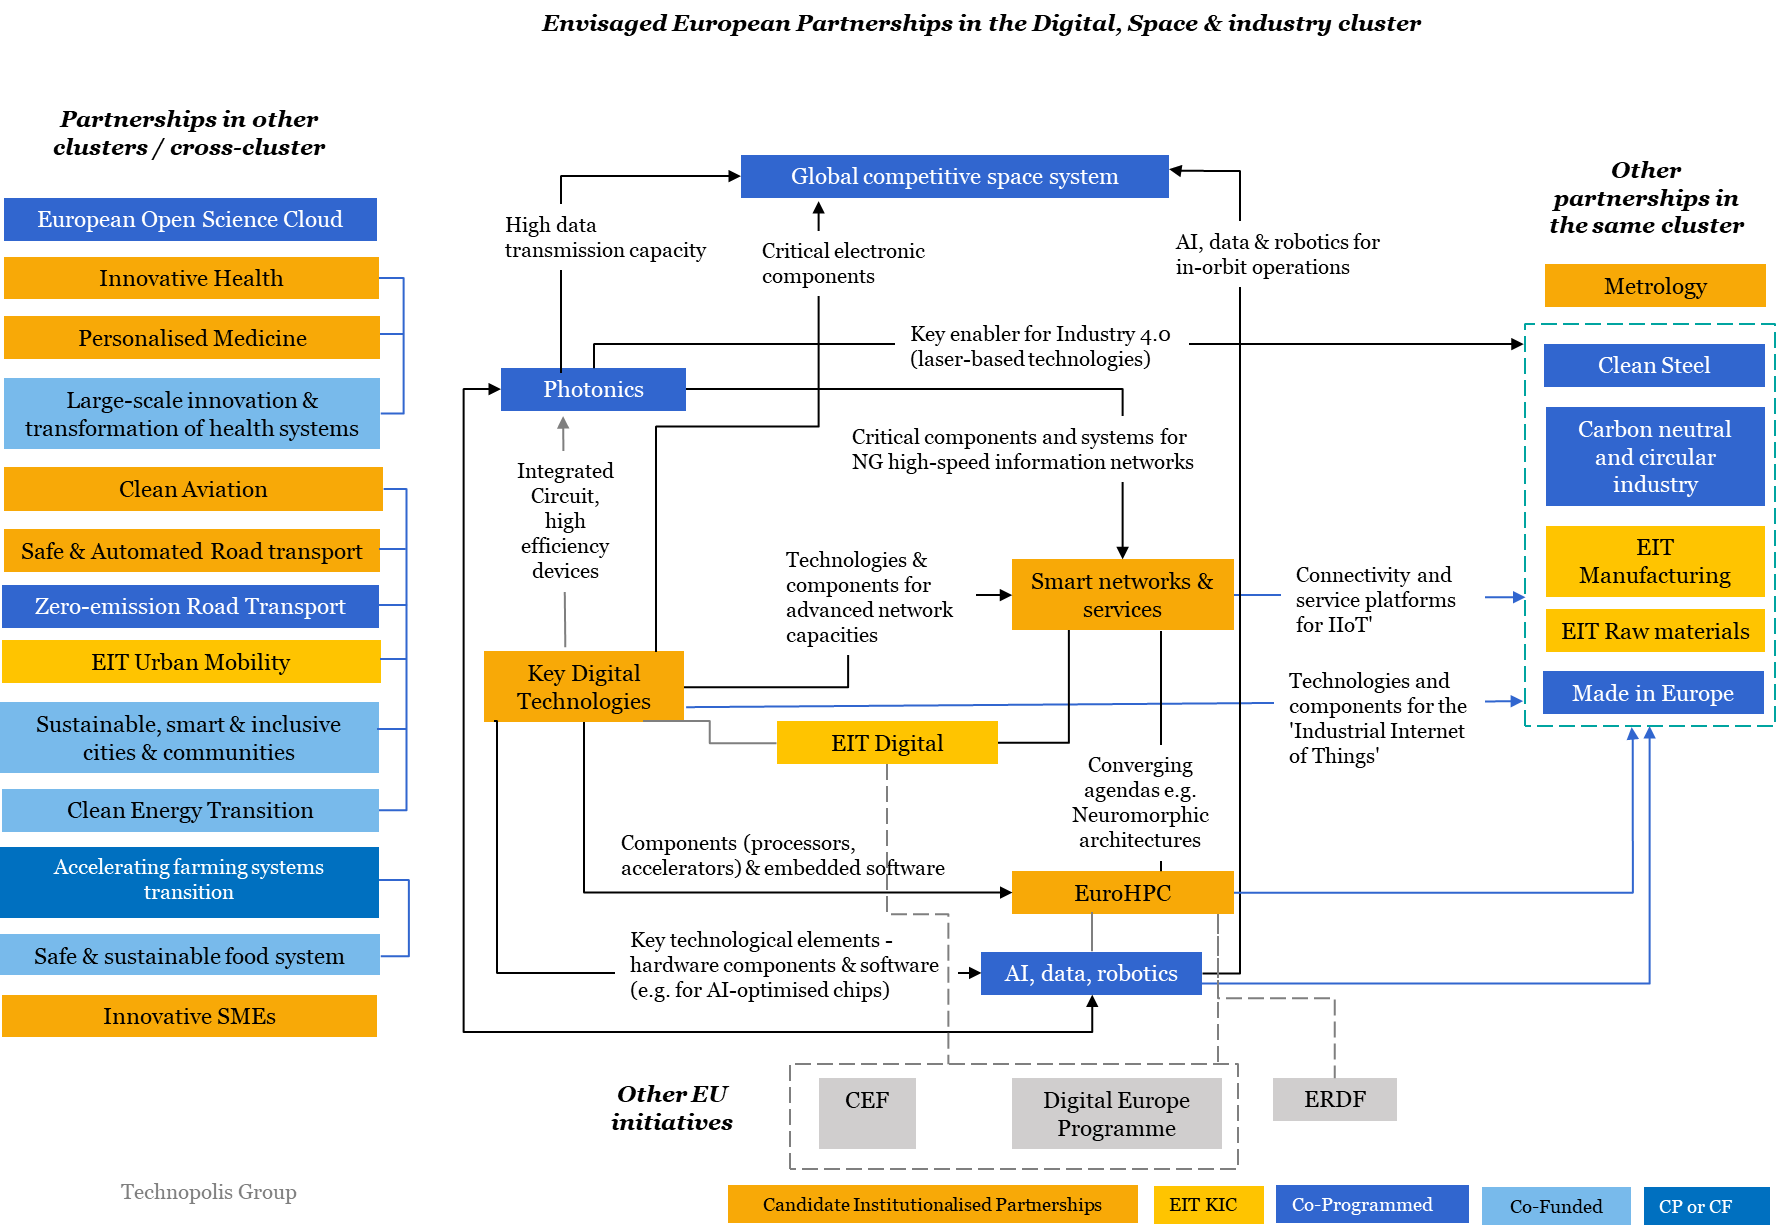 Envisaged European Partnerships in the Digital, Space & industry cluster
Partnerships in other
clusters / cross-cluster
European Open Science Cloud
Innovative Health
Personalised Medicine
Large-scale innovation &
transformation of health systems
Clean Aviation
Safe & Automated Road transport
Zero-emission Road Transport
EIT Urban Mobility
Sustainable, smart & inclusive
cities & communities
Clean Energy Transition
Accelerating farming systems
transition
Safe & sustainable food system
Innovative SMEs
Global competitive space system
High data
transmission capacity
Critical electronic
components
AI, data & robotics for
in-orbit operations
Key enabler for Industry 4.0
(laser-based technologies)
Photonics
Critical components and systems for
NG high-speed information networks
Integrated
Circuit,
high
efficiency
devices
Technologies &
components for
advanced network
capacities
Smart networks &
services
Connectivity and
service platforms
for IIoT'
Key Digital
Technologies
Technologies and
components for the
'Industrial Internet
of Things'
EIT Digital
Converging
agendas e.g.
Neuromorphic
architectures
Components (processors,
accelerators) & embedded software
EuroHPC
Key technological elements -
hardware components & software
(e.g. for AI-optimised chips)
AI, data, robotics
Other
partnerships in
the same cluster
Metrology
Clean Steel
Carbon neutral
and circular
industry
EIT
Manufacturing
EIT Raw materials
Made in Europe
Other EU
initiatives
CEF
Digital Europe
Programme
ERDF
Technopolis Group
Candidate Institutionalised Partnerships
EIT KIC
Co-Programmed
Co-Funded
CP or CF